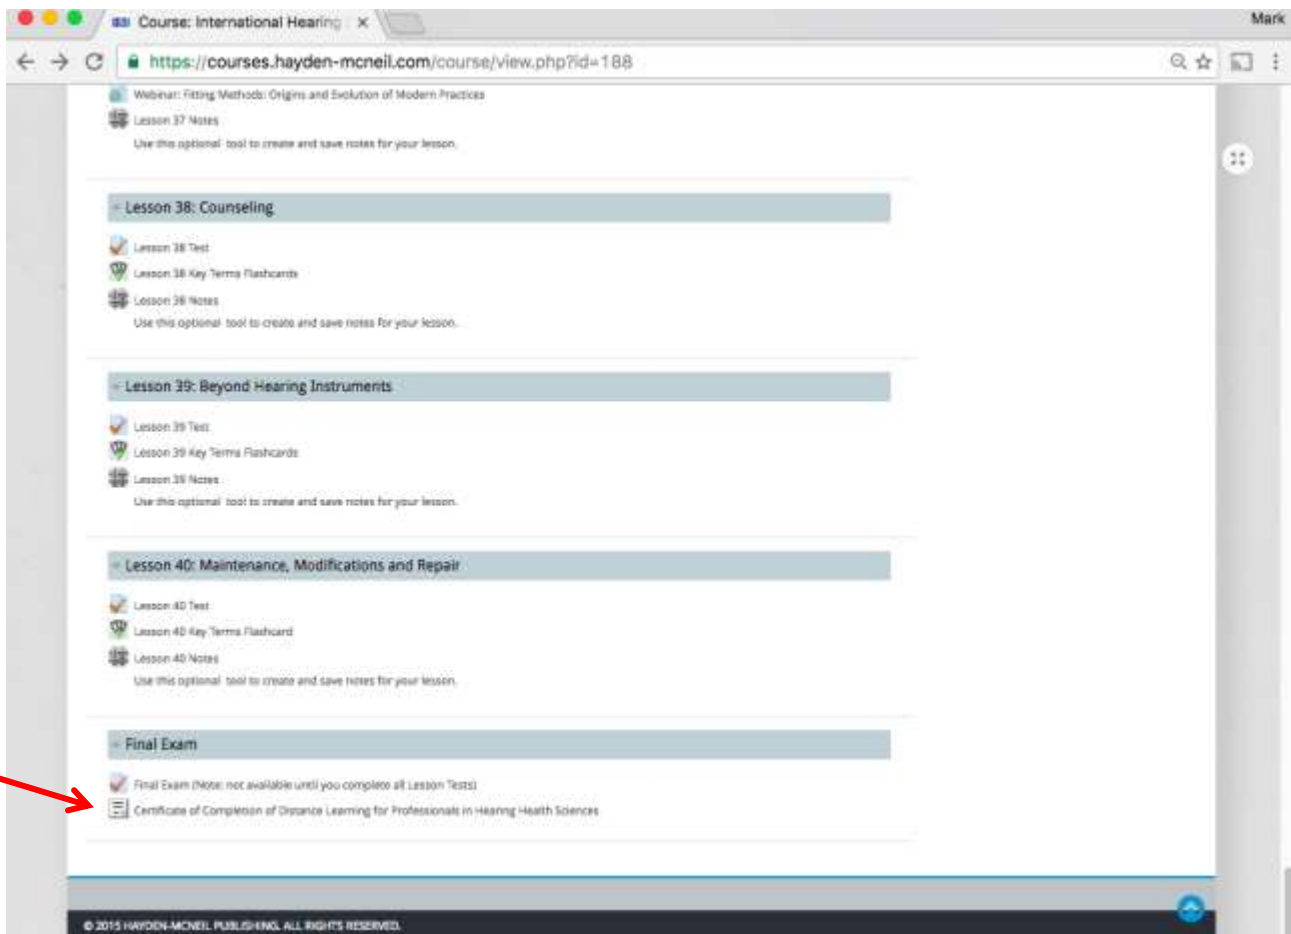 Course: International Hearing
Mark
https://courses.hayden-mcneil.com/course/view.php?id=188
Webinar: Fitting Methods: Origins and Evolution of Modern Practices
Lesson 37 Notes
Use this optional tool to create and save notes for your lesson.
Lesson 38: Counseling
Lesson 38 Test
Lesson 38 Key Terms Flashcards
Lesson 38 Notes
Use this optional tool to create and save notes for your lesson.
Lesson 39: Beyond Hearing Instruments
Lesson 39 Test
Lesson 39 Key Terms Flashcards
Lesson 39 Notes
Use this optional tool to create and save notes for your lesson.
Lesson 40: Maintenance, Modifications and Repair
Lesson 40 Test
Lesson 40 Key Terms Flashcard
Lesson 40 Notes
Use this optional tool to create and save notes for your lesson.
Final Exam
Final Exam (Note: not available until you complete all Lesson Tests)
Certificate of Completion of Distance Learning for Professionals in Hearing Health Sciences
© 2015 HAYDEN-MCNEIL PUBLISHING. ALL RIGHTS RESERVED.